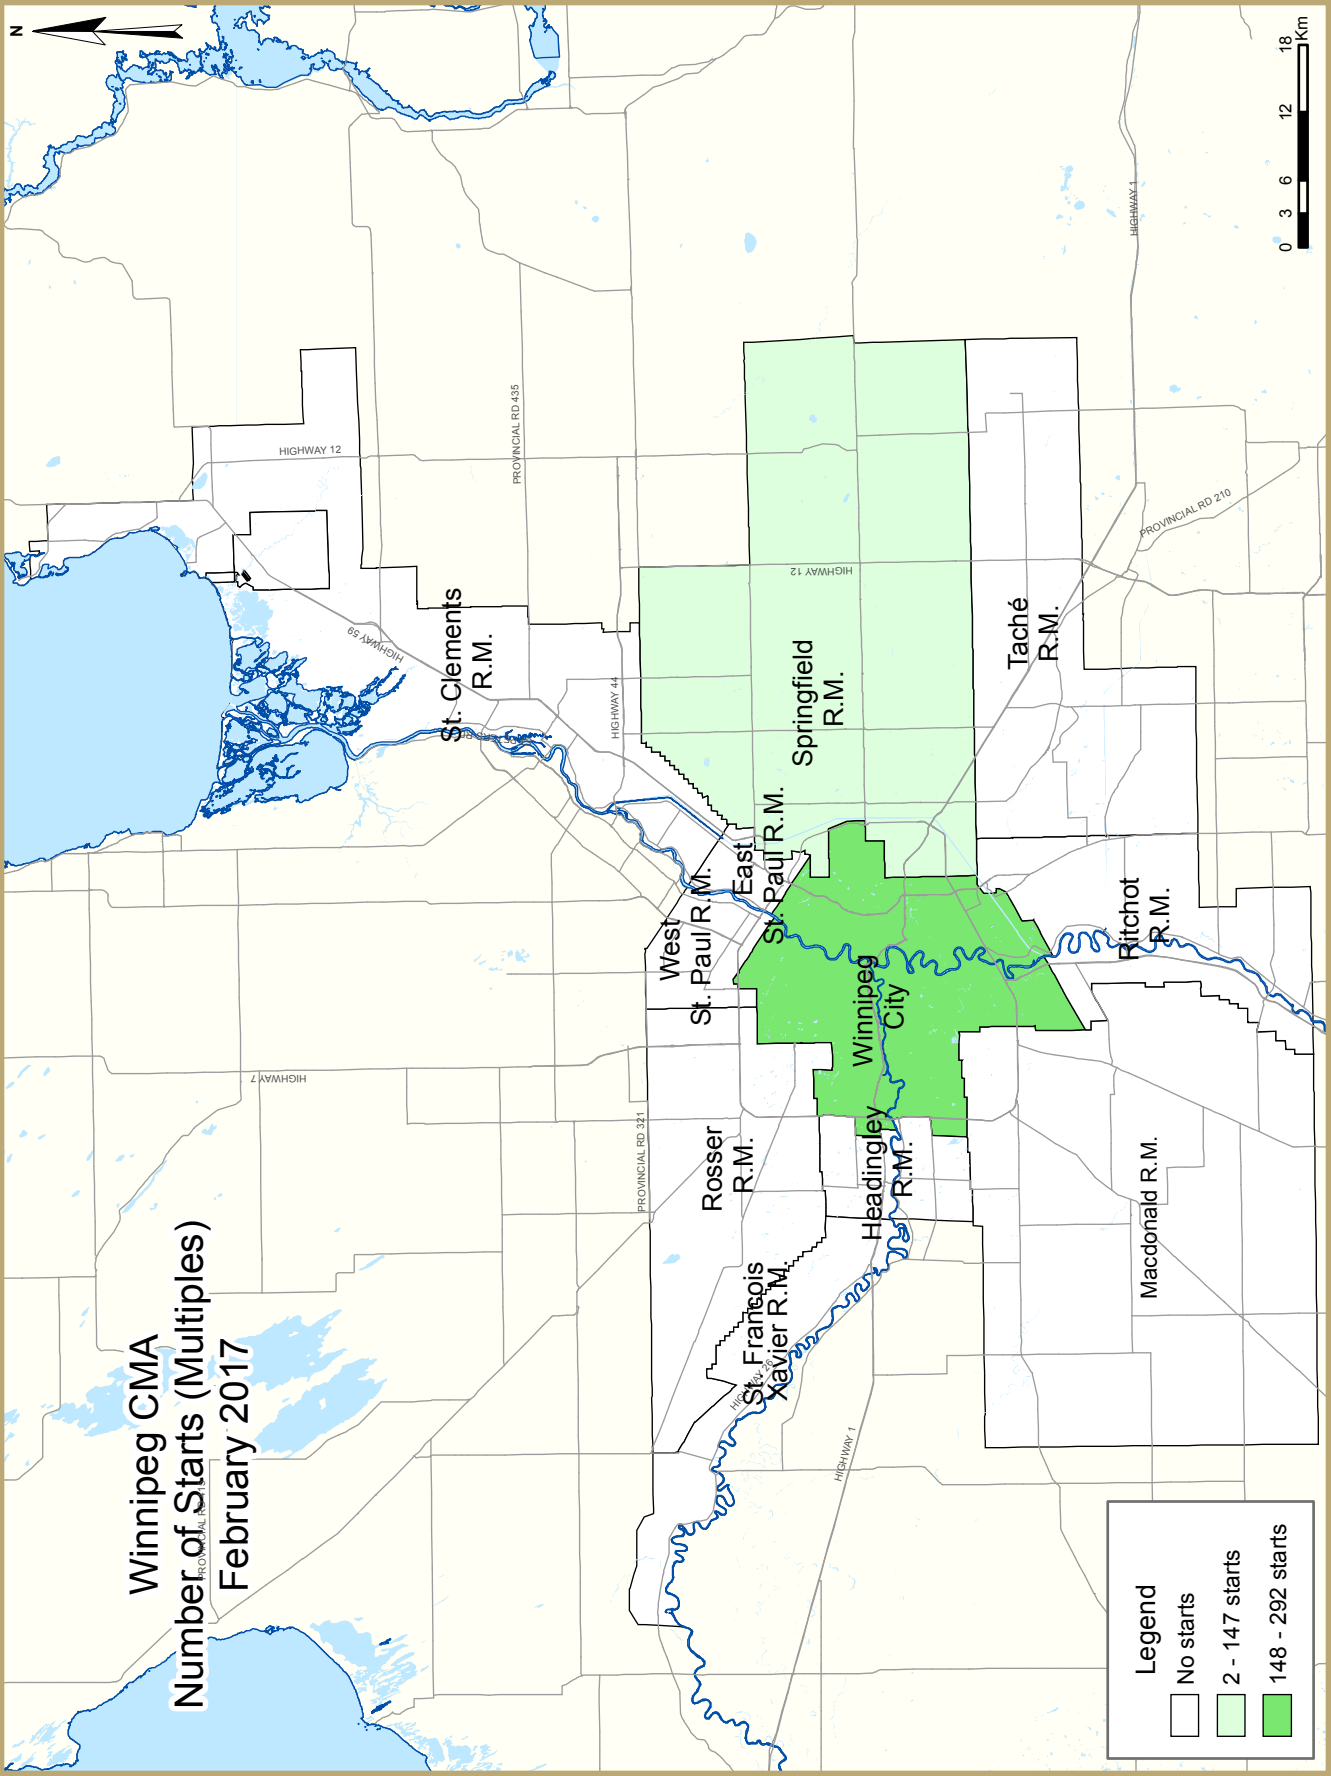 Winnipeg CMA
Number of Starts (Multiples)
February 2017
N
HIGHWAY 12
PROVINCIAL RD 435
HIGHWAY 59
St. Clements
R.M.
HIGHWAY 44
HIGHWAY 7
PROVINCIAL RD 321
West
St. Paul R.M.
East
St. Paul R.M.
Rosser
R.M.
St. Francois
Xavier R.M.
HIGHWAY 26
Springfield
R.M.
HIGHWAY 12
Winnipeg
City
Headingley
R.M.
HIGHWAY 1
Taché
R.M.
HIGHWAY 1
PROVINCIAL RD 210
Ritchot
R.M.
Macdonald R.M.
Legend
No starts
2 - 147 starts
148 - 292 starts
0 3 6 12 18
Km